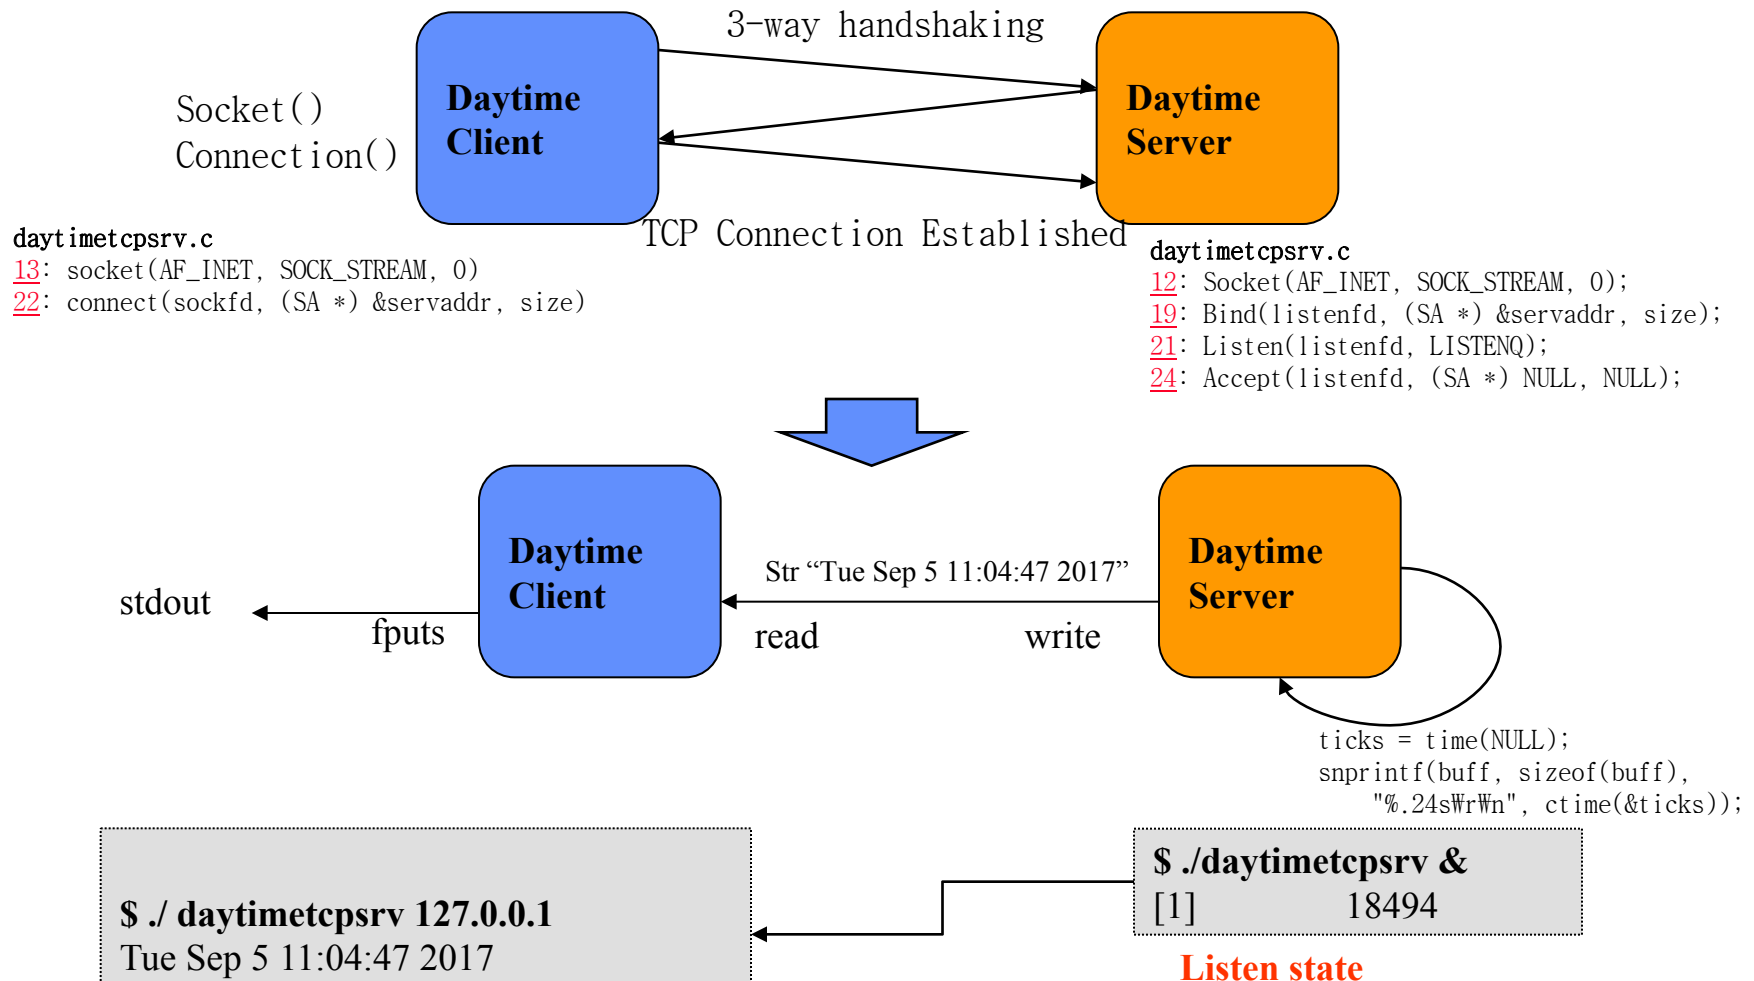 3-way handshaking
Socket()
Connection()
Daytime
Client
Daytime
Server
TCP Connection Established
daytimetcpsrv.c
13: socket(AF_INET, SOCK_STREAM, 0)
22: connect(sockfd, (SA *) &servaddr, size)
daytimetcpsrv.c
12: Socket(AF_INET, SOCK_STREAM, 0);
19: Bind(listenfd, (SA *) &servaddr, size);
21: Listen(listenfd, LISTENQ);
24: Accept(listenfd, (SA *) NULL, NULL);
Daytime
Client
Str “Tue Sep 5 11:04:47 2017”
Daytime
Server
stdout
fputs
read
write
ticks = time(NULL);
snprintf(buff, sizeof(buff),
"%.24s₩r₩n", ctime(&ticks));
$ ./ daytimetcpsrv 127.0.0.1
Tue Sep 5 11:04:47 2017
$ ./daytimetcpsrv &
[1] 18494
Listen state